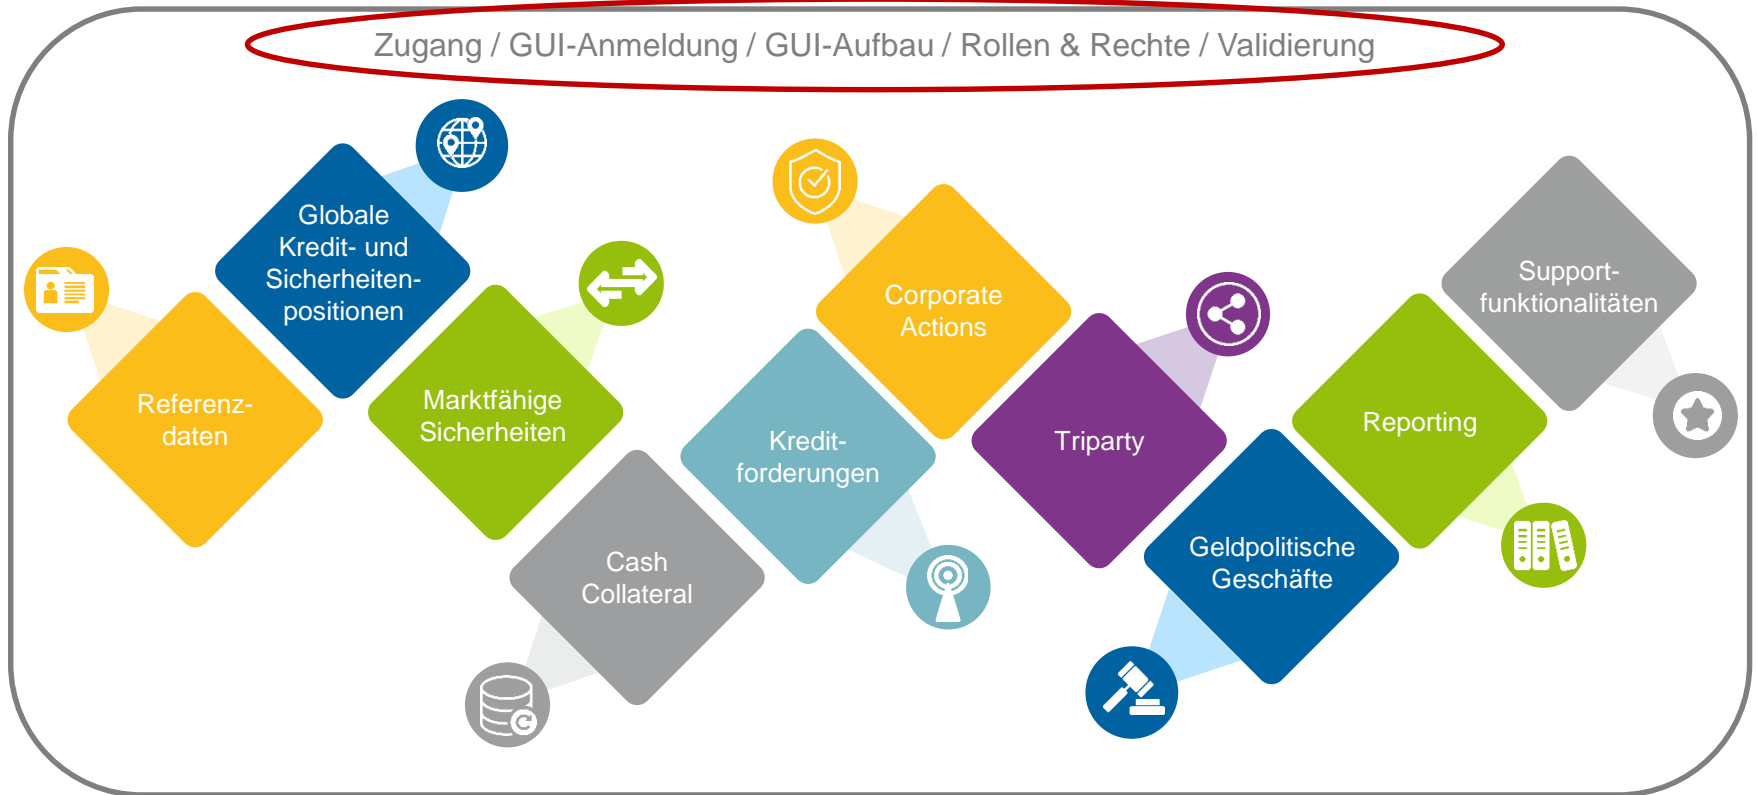 Zugang / GUI-Anmeldung / GUI-Aufbau / Rollen & Rechte / Validierung
Referenz-
daten
Globale
Kredit- und
Sicherheiten-
positionen
Marktfähige
Sicherheiten
Cash
Collateral
Kredit-
forderungen
Corporate
Actions
Triparty
Geldpolitische
Geschäfte
Reporting
Support-
funktionalitäten